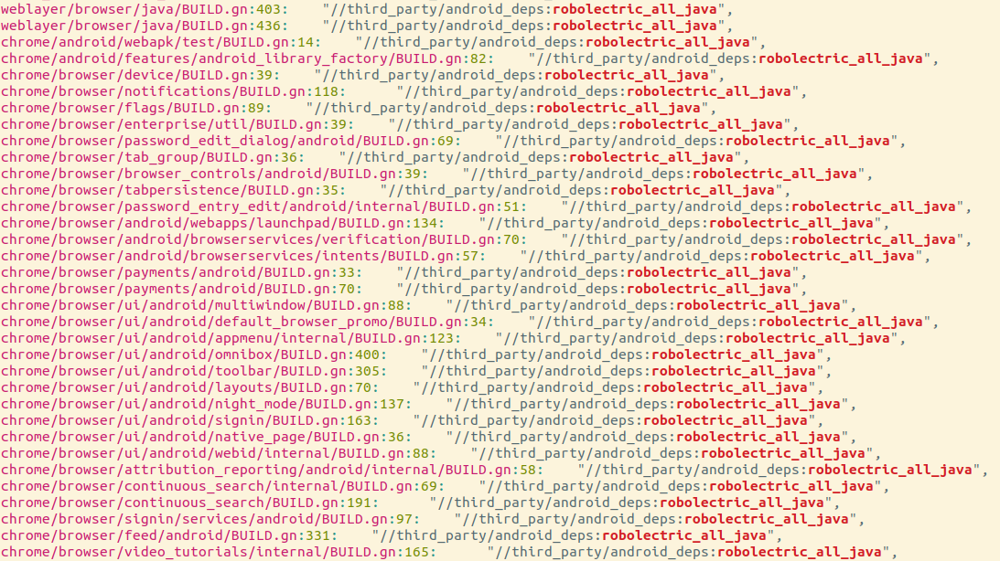 weblayer/browser/java/BUILD.gn:403:    "//third_party/android_deps:robolectric_all_java",
weblayer/browser/java/BUILD.gn:436:    "//third_party/android_deps:robolectric_all_java",
chrome/android/webapk/test/BUILD.gn:14:    "//third_party/android_deps:robolectric_all_java",
chrome/android/features/android_library_factory/BUILD.gn:82:    "//third_party/android_deps:robolectric_all_java",
chrome/browser/device/BUILD.gn:39:    "//third_party/android_deps:robolectric_all_java",
chrome/browser/notifications/BUILD.gn:118:      "//third_party/android_deps:robolectric_all_java",
chrome/browser/flags/BUILD.gn:89:    "//third_party/android_deps:robolectric_all_java",
chrome/browser/enterprise/util/BUILD.gn:39:    "//third_party/android_deps:robolectric_all_java",
chrome/browser/password_edit_dialog/android/BUILD.gn:69:    "//third_party/android_deps:robolectric_all_java",
chrome/browser/tab_group/BUILD.gn:36:    "//third_party/android_deps:robolectric_all_java",
chrome/browser/browser_controls/android/BUILD.gn:39:    "//third_party/android_deps:robolectric_all_java",
chrome/browser/tabpersistence/BUILD.gn:35:    "//third_party/android_deps:robolectric_all_java",
chrome/browser/password_entry_edit/android/internal/BUILD.gn:51:    "//third_party/android_deps:robolectric_all_java",
chrome/browser/android/webapps/launchpad/BUILD.gn:134:    "//third_party/android_deps:robolectric_all_java",
chrome/browser/android/browserservices/verification/BUILD.gn:70:    "//third_party/android_deps:robolectric_all_java",
chrome/browser/android/browserservices/intents/BUILD.gn:57:    "//third_party/android_deps:robolectric_all_java",
chrome/browser/payments/android/BUILD.gn:33:    "//third_party/android_deps:robolectric_all_java",
chrome/browser/payments/android/BUILD.gn:70:    "//third_party/android_deps:robolectric_all_java",
chrome/browser/ui/android/multiwindow/BUILD.gn:88:     "//third_party/android_deps:robolectric_all_java",
chrome/browser/ui/android/default_browser_promo/BUILD.gn:34:    "//third_party/android_deps:robolectric_all_java",
chrome/browser/ui/android/appmenu/internal/BUILD.gn:123:    "//third_party/android_deps:robolectric_all_java",
chrome/browser/ui/android/omnibox/BUILD.gn:400:    "//third_party/android_deps:robolectric_all_java",
chrome/browser/ui/android/toolbar/BUILD.gn:305:    "//third_party/android_deps:robolectric_all_java",
chrome/browser/ui/android/layouts/BUILD.gn:70:    "//third_party/android_deps:robolectric_all_java",
chrome/browser/ui/android/night_mode/BUILD.gn:137:    "//third_party/android_deps:robolectric_all_java",
chrome/browser/ui/android/signin/BUILD.gn:163:    "//third_party/android_deps:robolectric_all_java",
chrome/browser/ui/android/native_page/BUILD.gn:36:    "//third_party/android_deps:robolectric_all_java",
chrome/browser/ui/android/webid/internal/BUILD.gn:88:    "//third_party/android_deps:robolectric_all_java",
chrome/browser/attribution_reporting/android/internal/BUILD.gn:58:    "//third_party/android_deps:robolectric_all_java",
chrome/browser/continuous_search/internal/BUILD.gn:69:    "//third_party/android_deps:robolectric_all_java",
chrome/browser/continuous_search/BUILD.gn:191:      "//third_party/android_deps:robolectric_all_java",
chrome/browser/signin/services/android/BUILD.gn:97:    "//third_party/android_deps:robolectric_all_java",
chrome/browser/feed/android/BUILD.gn:331:    "//third_party/android_deps:robolectric_all_java"
chrome/browser/video_tutorials/internal/BUILD.gn:165:      "//third_party/android_deps:robolectric_all_java",